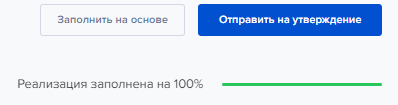 Заполнить на основе
Отправить на утверждение
Реализация заполнена на 100%